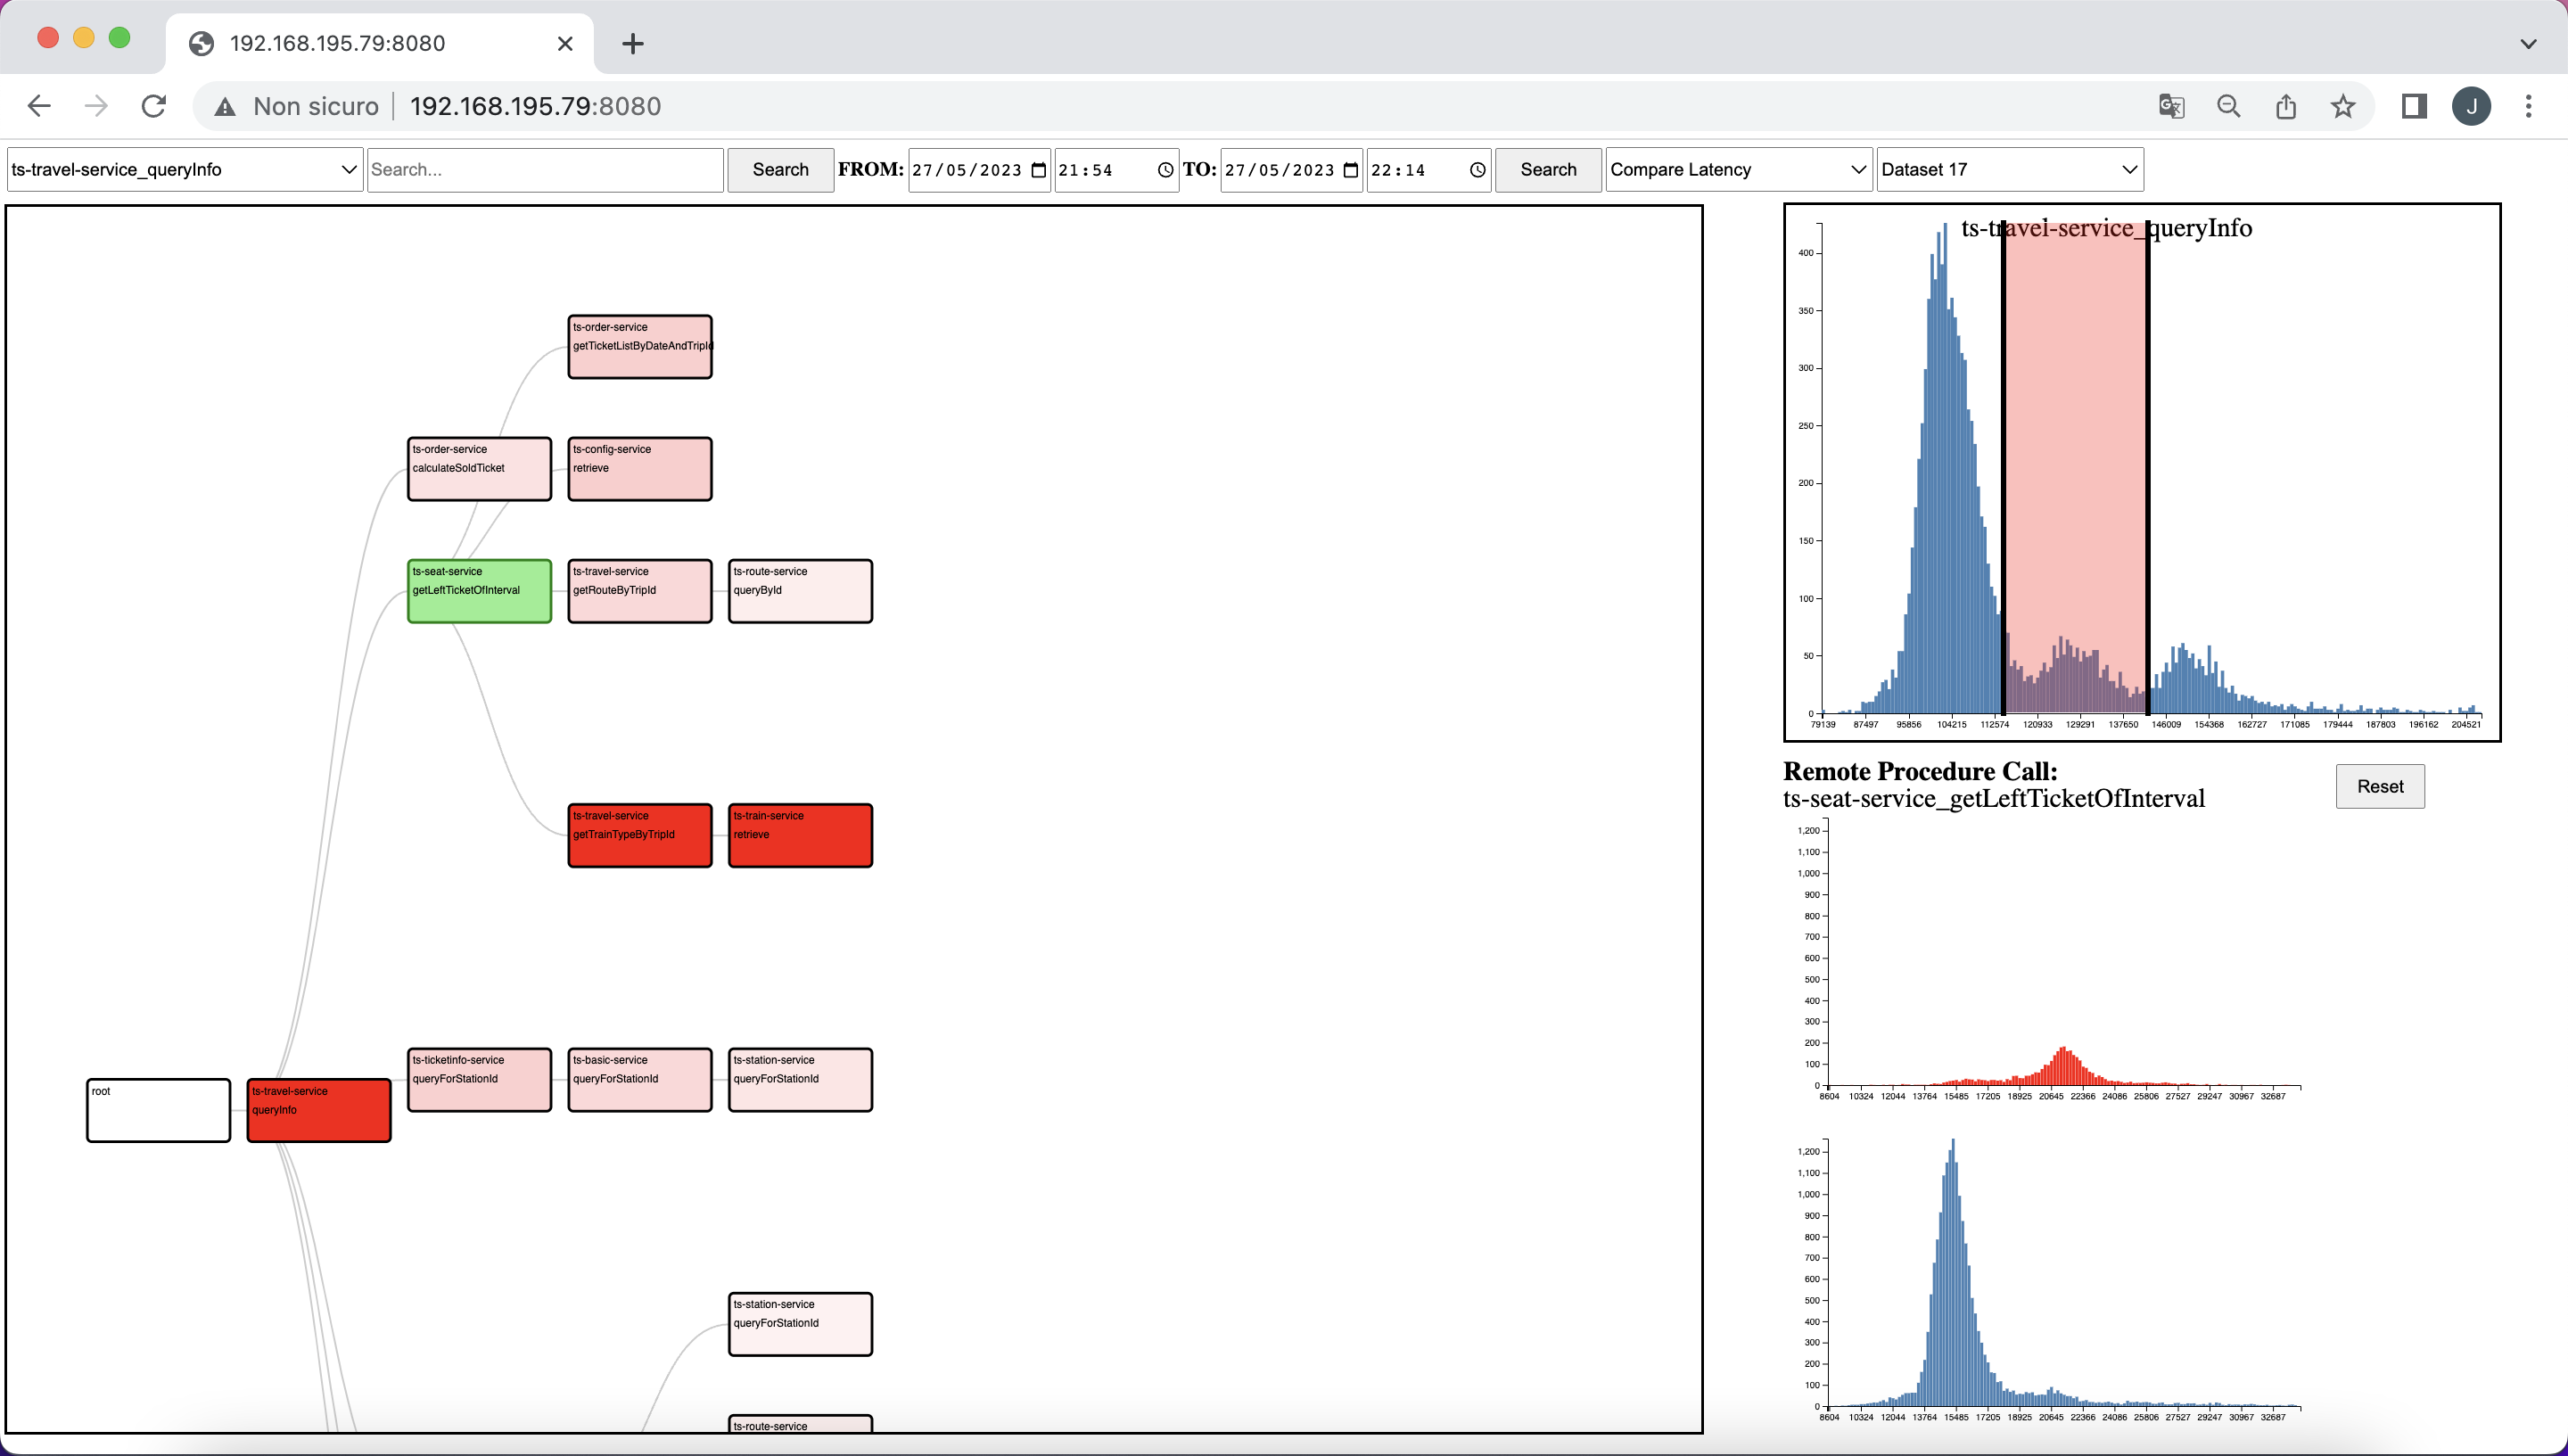 192.168.195.79:8080
Non sicuro
192.168.195.79:8080
J
ts-travel-service_queryInfo
Search...
Search
FROM:
27/05/2023
21:54
TO:
27/05/2023
22:14
Search
Compare Latency
Dataset 17
ts-order-service
getTicketListByDateAndTripId
ts-order-service
calculateSoldTicket
ts-config-service
retrieve
ts-seat-service
getLeftTicketOfInterval
ts-travel-service
getRouteByTripId
ts-route-service
queryById
ts-travel-service
getTrainTypeByTripId
ts-train-service
retrieve
root
ts-travel-service
queryInfo
ts-ticketinfo-service
queryForStationId
ts-basic-service
queryForStationId
ts-station-service
queryForStationId
ts-station-service
queryForStationId
ts-route-service
ts-travel-service_queryInfo
400
350
300
250
200
150
100
50
0
79139 87497 95856 104215 112574 120933 129291 137650 146009 154368 162727 171085 179444 187803 196162 204521
Remote Procedure Call:
ts-seat-service_getLeftTicketOfInterval
Reset
1,200
1,100
1,000
900
800
700
600
500
400
300
200
100
0
8604 10324 12044 13764 15485 17205 18925 20645 22366 24086 25806 27527 29247 30967 32687
1,200
1,100
1,000
900
800
700
600
500
400
300
200
100
0
8604 10324 12044 13764 15485 17205 18925 20645 22366 24086 25806 27527 29247 30967 32687